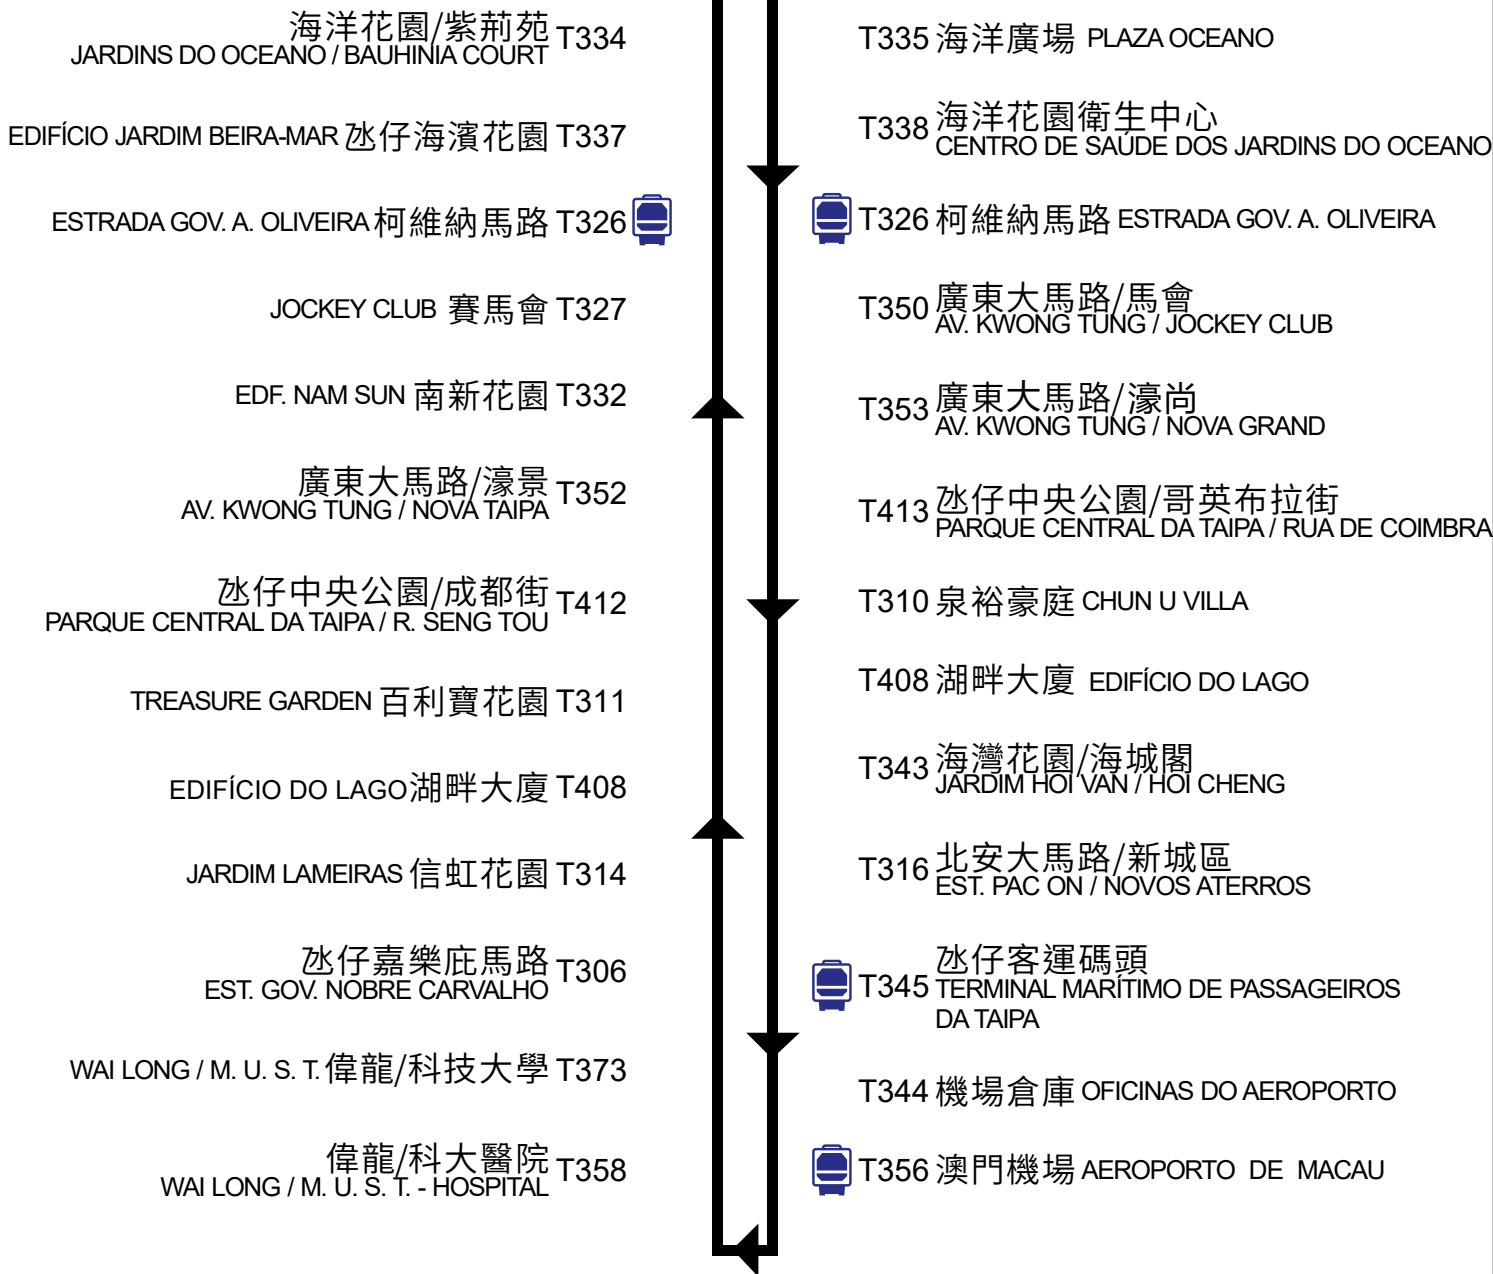 海洋花園/紫荊苑 T334
JARDINS DO OCEANO / BAUHINIA COURT
EDIFÍCIO JARDIM BEIRA-MAR 氹仔海濱花園 T337
ESTRADA GOV. A. OLIVEIRA 柯維納馬路 T326
JOCKEY CLUB 賽馬會 T327
EDF. NAM SUN 南新花園 T332
廣東大馬路/濠景 T352
AV. KWONG TUNG / NOVA TAIPA
氹仔中央公園/成都街 T412
PARQUE CENTRAL DA TAIPA / R. SENG TOU
TREASURE GARDEN 百利寶花園 T311
EDIFÍCIO DO LAGO 湖畔大廈 T408
JARDIM LAMEIRAS 信虹花園 T314
氹仔嘉樂庇馬路 T306
EST. GOV. NOBRE CARVALHO
WAI LONG / M. U. S. T. 偉龍/科技大學 T373
偉龍/科大醫院 T358
WAI LONG / M. U. S. T. - HOSPITAL
T335 海洋廣場 PLAZA OCEANO
T338 海洋花園衛生中心
CENTRO DE SAÚDE DOS JARDINS DO OCEANO
T326 柯維納馬路 ESTRADA GOV. A. OLIVEIRA
T350 廣東大馬路/馬會
AV. KWONG TUNG / JOCKEY CLUB
T353 廣東大馬路/濠尚
AV. KWONG TUNG / NOVA GRAND
T413 氹仔中央公園/哥英布拉街
PARQUE CENTRAL DA TAIPA / RUA DE COIMBRA
T310 泉裕豪庭 CHUN U VILLA
T408 湖畔大廈 EDIFÍCIO DO LAGO
T343 海灣花園/海城閣
JARDIM HOI VAN / HOI CHENG
T316 北安大馬路/新城區
EST. PAC ON / NOVOS ATERROS
T345 氹仔客運碼頭
TERMINAL MARÍTIMO DE PASSAGEIROS
DA TAIPA
T344 機場倉庫 OFICINAS DO AEROPORTO
T356 澳門機場 AEROPORTO DE MACAU